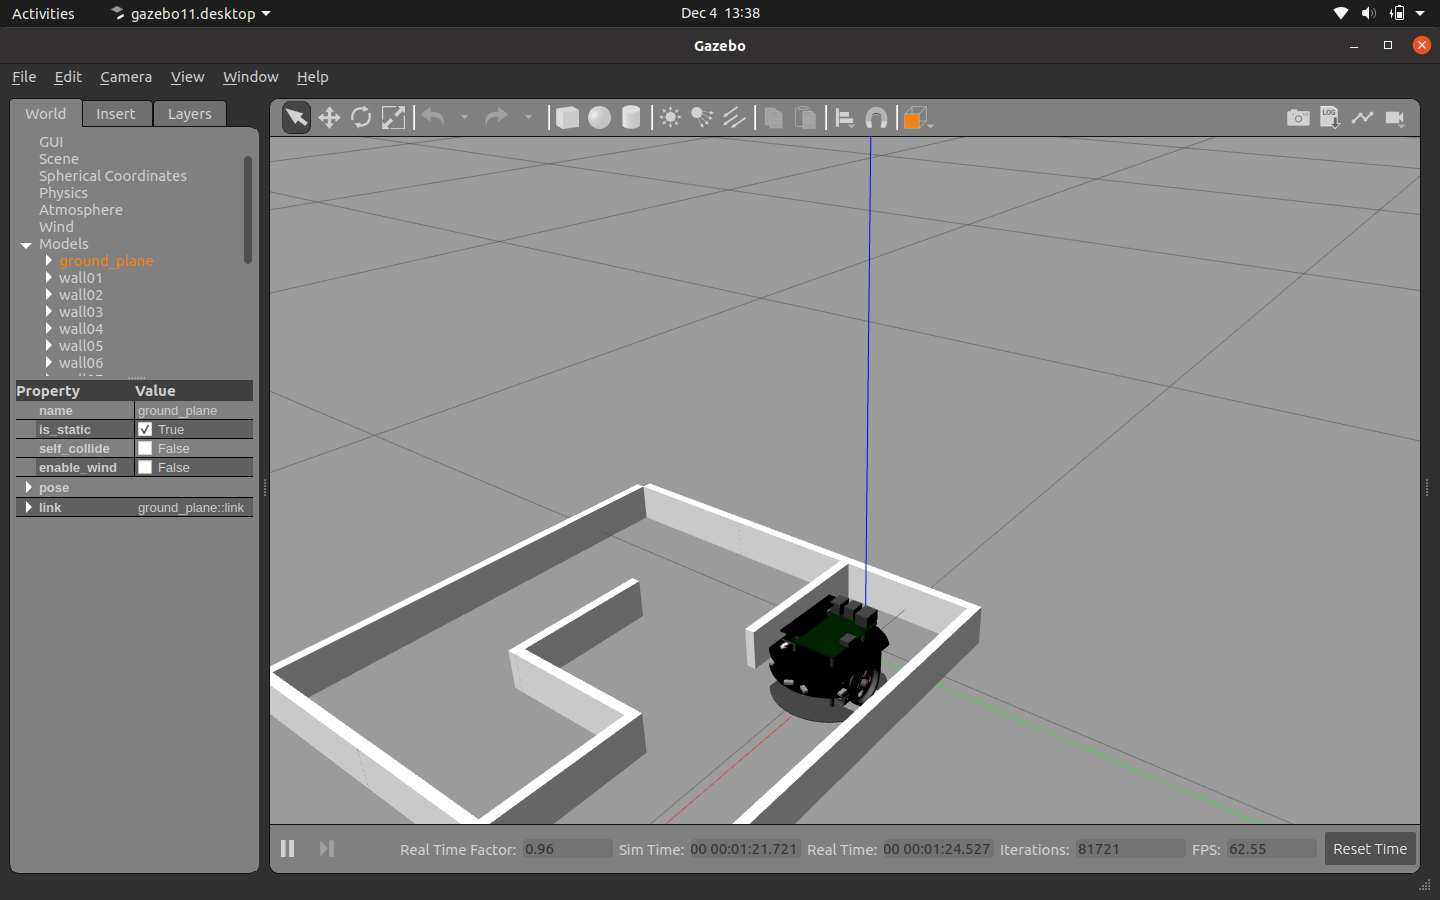 Activities gazebo11.desktop Dec 4 13:38
Gazebo
File Edit Camera View Window Help
World Insert Layers
LOG
GUI
Scene
Spherical Coordinates
Physics
Atmosphere
Wind
Models
ground_plane
wall01
wall02
wall03
wall04
wall05
wall06
Property Value
name ground_plane
is_static True
self_collide False
enable_wind False
pose
link ground_plane::link
Real Time Factor: 0.96 Sim Time: 00 00:01:21.721 Real Time: 00 00:01:24.527 Iterations: 81721 FPS: 62.55 Reset Time